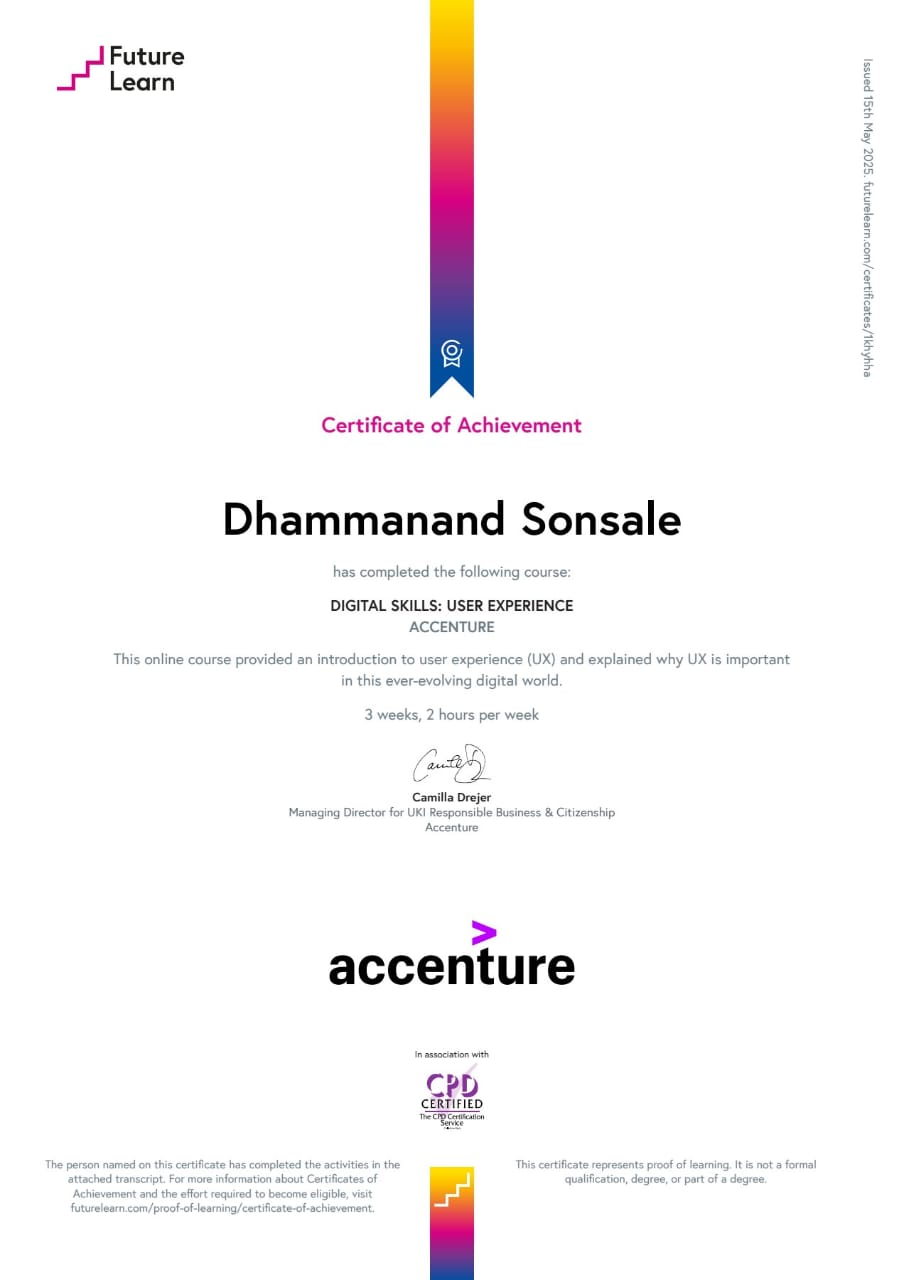 Future
Learn
Issued 15th May 2025. futurelearn.com/certificates/1khyhha
Certificate of Achievement
Dhammanand Sonsale
has completed the following course:
DIGITAL SKILLS: USER EXPERIENCE
ACCENTURE
This online course provided an introduction to user experience (UX) and explained why UX is important
in this ever-evolving digital world.
3 weeks, 2 hours per week
Camilla Drejer
Managing Director for UKI Responsible Business & Citizenship
Accenture
>
accenture
In association with
CPD
CERTIFIED
The CPD Certification
Service
The person named on this certificate has completed the activities in the
attached transcript. For more information about Certificates of
Achievement and the effort required to become eligible, visit
futurelearn.com/proof-of-learning/certificate-of-achievement.
This certificate represents proof of learning. It is not a formal
qualification, degree, or part of a degree.